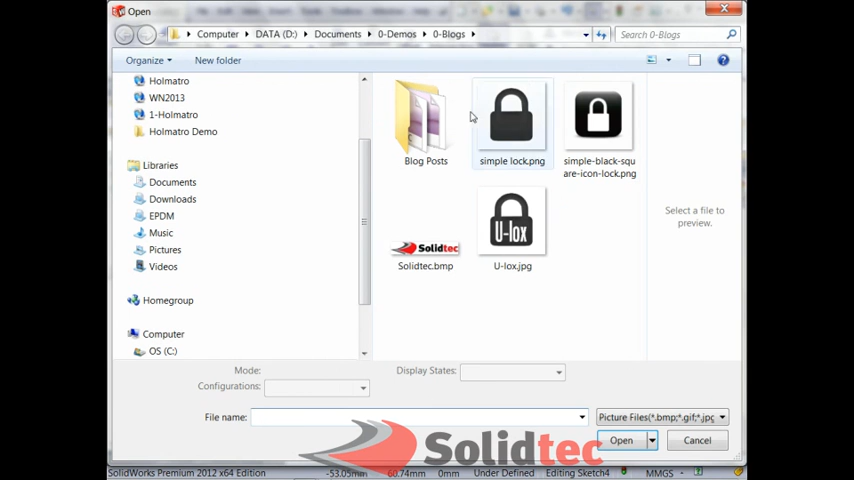 Open
Computer ▸ DATA (D:) ▸ Documents ▸ 0-Demos ▸ 0-Blogs ▸
Search 0-Blogs
Organize
New folder
Holmatro
WN2013
1-Holmatro
Holmatro Demo
Libraries
Documents
Downloads
EPDM
Music
Pictures
Videos
Homegroup
Computer
OS (C:)
Blog Posts
simple lock.png
simple-black-squ
are-icon-lock.png
Solidtec
Solidtec.bmp
U-lox
U-lox.jpg
Select a file to
preview.
Mode:
Display States:
Configurations:
File name:
Picture Files(*.bmp;*.gif;*.jpg
Open
Cancel
Solidtec
SolidWorks Premium 2012 x64 Edition
-53.05mm 60.74mm 0mm Under Defined Editing Sketch4 MMGS